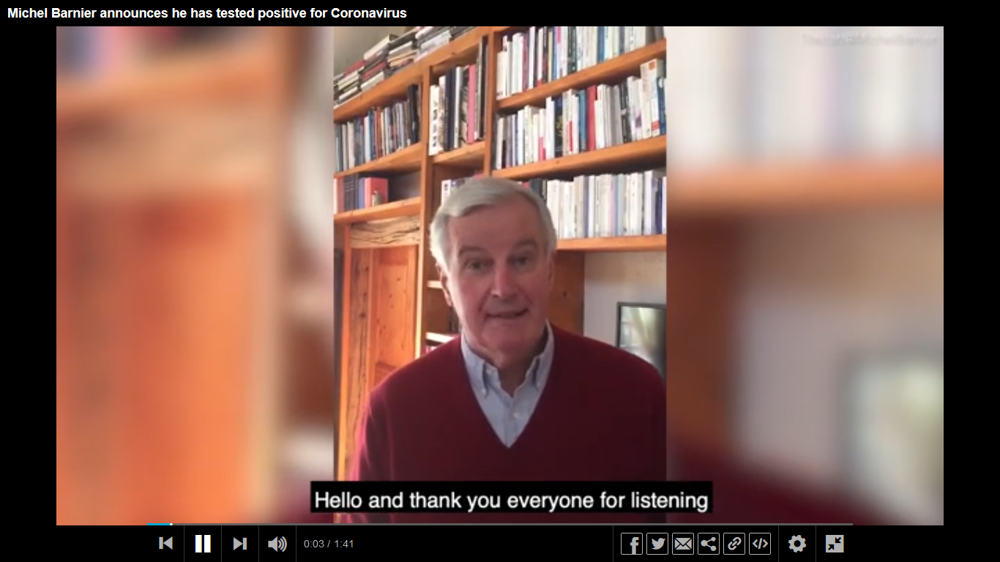 Michel Barnier announces he has tested positive for Coronavirus
Hello and thank you everyone for listening
0:03 / 1:41